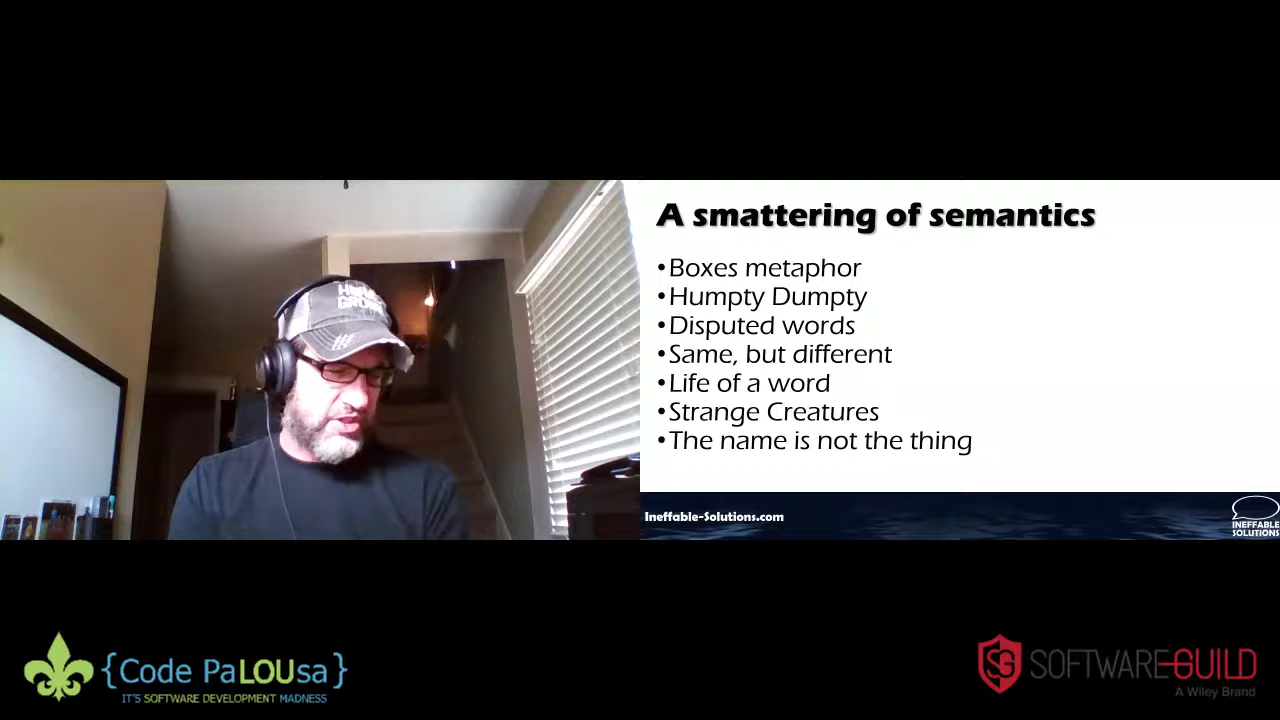 A smattering of semantics
•Boxes metaphor
•Humpty Dumpty
•Disputed words
•Same, but different
•Life of a word
•Strange Creatures
•The name is not the thing
Ineffable-Solutions.com
INEFFABLE
SOLUTIONS
{Code PaLOUsa}
IT'S SOFTWARE DEVELOPMENT MADNESS
SG SOFTWARE GUILD
A Wiley Brand